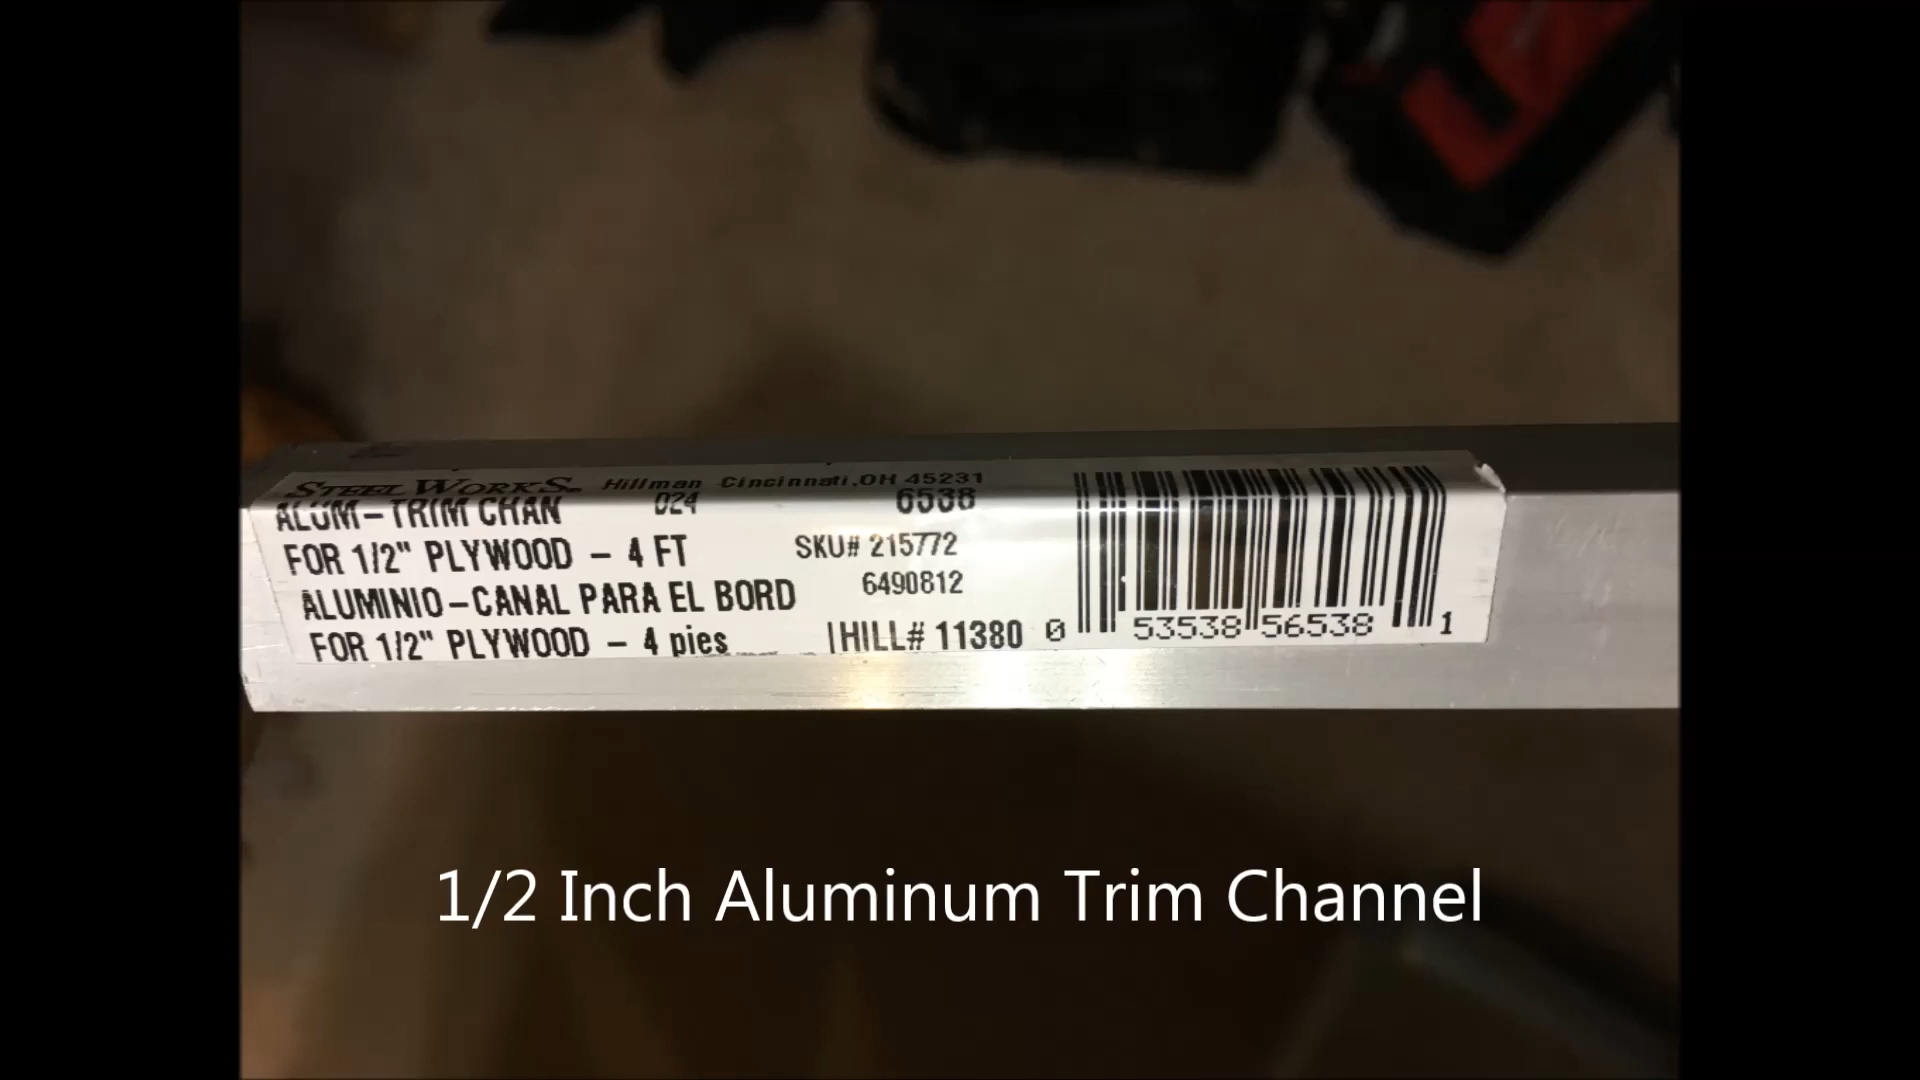 STEEL WORKS Hillman Cincinnati, OH 45231
ALUM-TRIM CHAN 024 6538
FOR 1/2" PLYWOOD - 4 FT SKU# 215772
6490812
ALUMINIO-CANAL PARA EL BORD
FOR 1/2" PLYWOOD - 4 pies HILL# 11380
0 53538 56538 1
1/2 Inch Aluminum Trim Channel